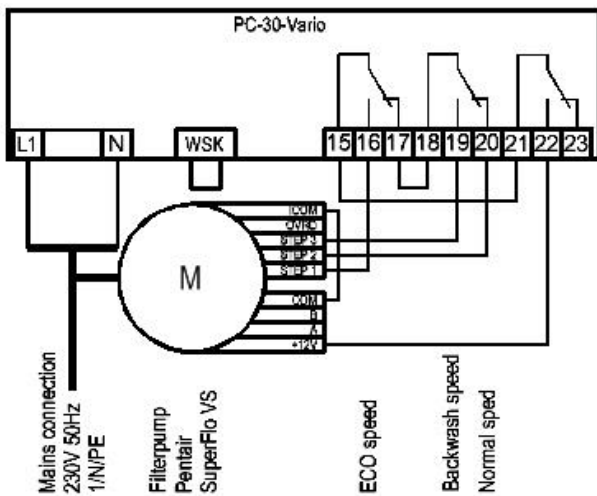 PC-30-Vario
L1
N
WSK
15 16 17 18 19 20 21 22 23
ICOM
OVRD
STEP 3
STEP 2
STEP 1
COM
B
A
+12V
M
Mains connection
230V 50Hz
1/N/PE
Filterpump
Pentair
SuperFlo VS
ECO speed
Backwash speed
Normal sped